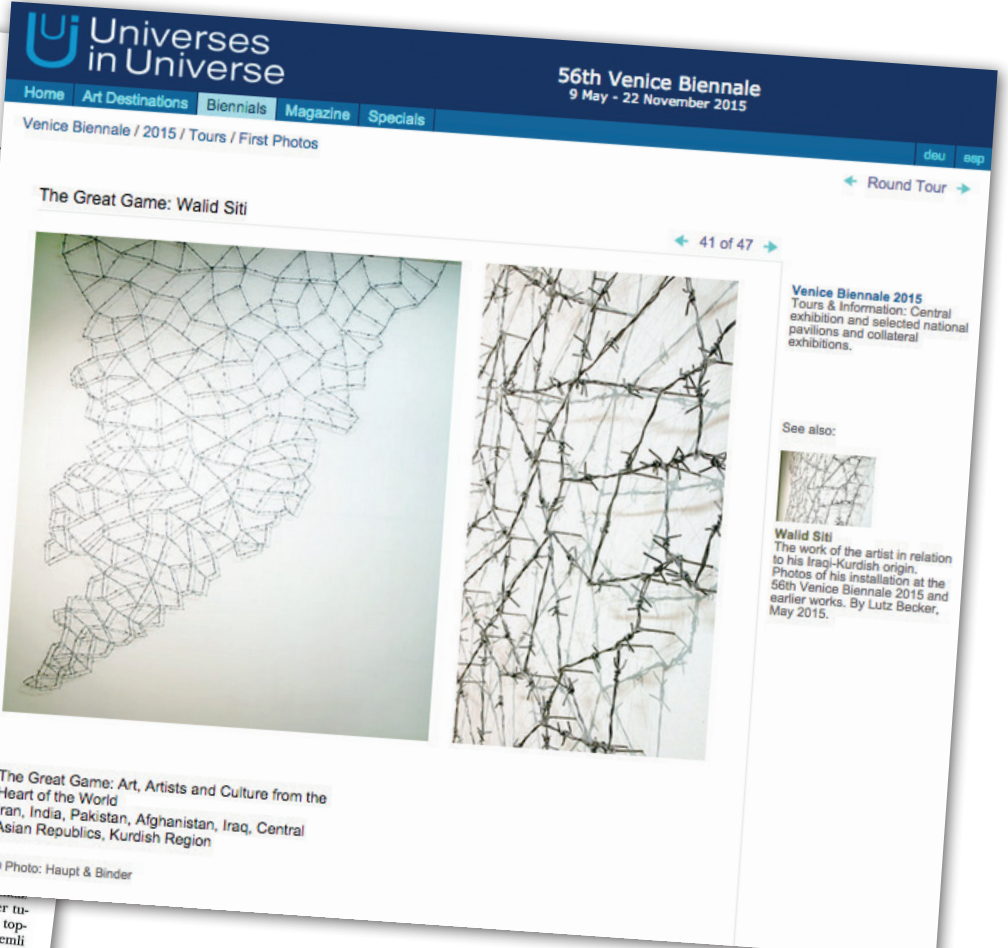 Universes
in Universe
56th Venice Biennale
9 May - 22 November 2015
Home Art Destinations Biennials Magazine Specials
deu esp
Venice Biennale / 2015 / Tours / First Photos
← Round Tour →
The Great Game: Walid Siti
← 41 of 47 →
Venice Biennale 2015
Tours & Information: Central
exhibition and selected national
pavilions and collateral
exhibitions.
See also:
Walid Siti
The work of the artist in relation
to his Iraqi-Kurdish origin.
Photos of his installation at the
56th Venice Biennale 2015 and
earlier works. By Lutz Becker,
May 2015.
The Great Game: Art, Artists and Culture from the
Heart of the World
ran, India, Pakistan, Afghanistan, Iraq, Central
Asian Republics, Kurdish Region
Photo: Haupt & Binder
er tu-
top-
emli